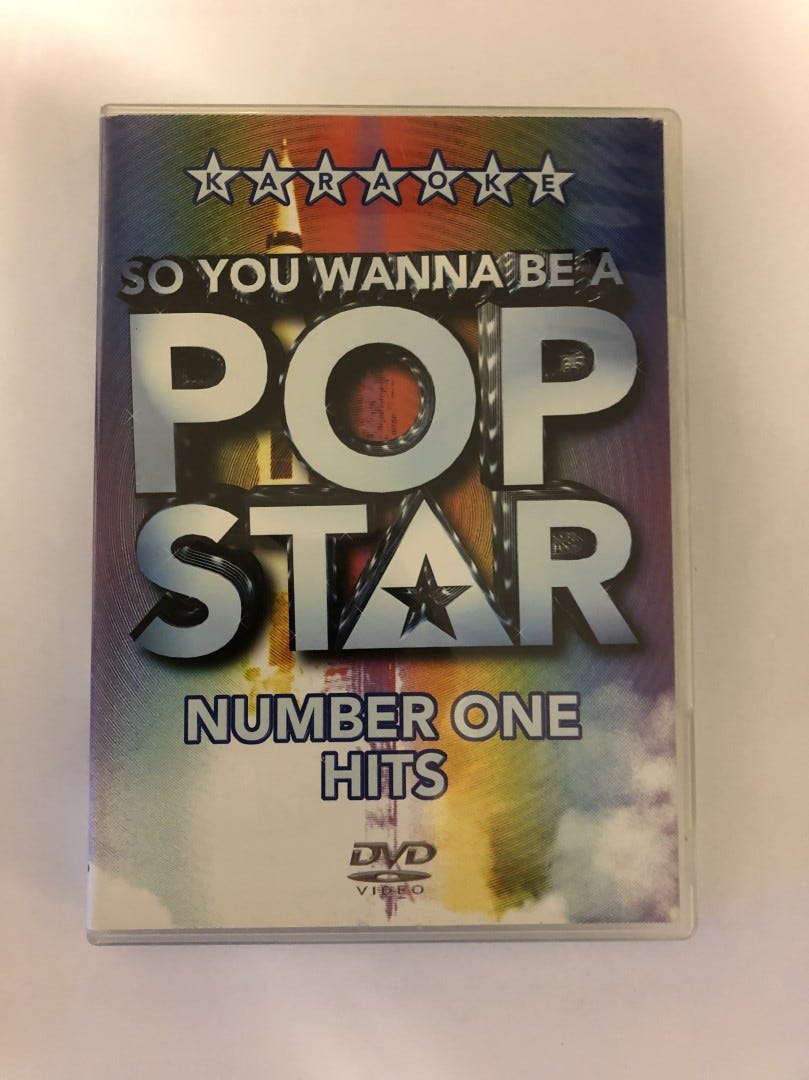 KARAOKE
SO YOU WANNA BE A
POP
STAR
NUMBER ONE
HITS
DVD
VIDEO